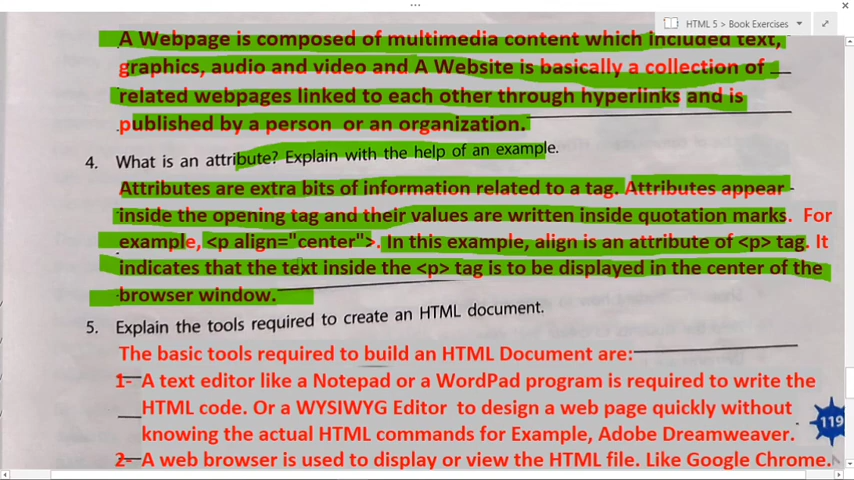 HTML 5 > Book Exercises
A Webpage is composed of multimedia content which included text,
graphics, audio and video and A Website is basically a collection of
related webpages linked to each other through hyperlinks and is
published by a person or an organization.
4. What is an attribute? Explain with the help of an example.
Attributes are extra bits of information related to a tag. Attributes appear
inside the opening tag and their values are written inside quotation marks. For
example, <p align="center">. In this example, align is an attribute of <p> tag. It
indicates that the text inside the <p> tag is to be displayed in the center of the
browser window.
5. Explain the tools required to create an HTML document.
The basic tools required to build an HTML Document are:
1- A text editor like a Notepad or a WordPad program is required to write the
HTML code. Or a WYSIWYG Editor to design a web page quickly without
knowing the actual HTML commands for Example, Adobe Dreamweaver.
119
2- A web browser is used to display or view the HTML file. Like Google Chrome.